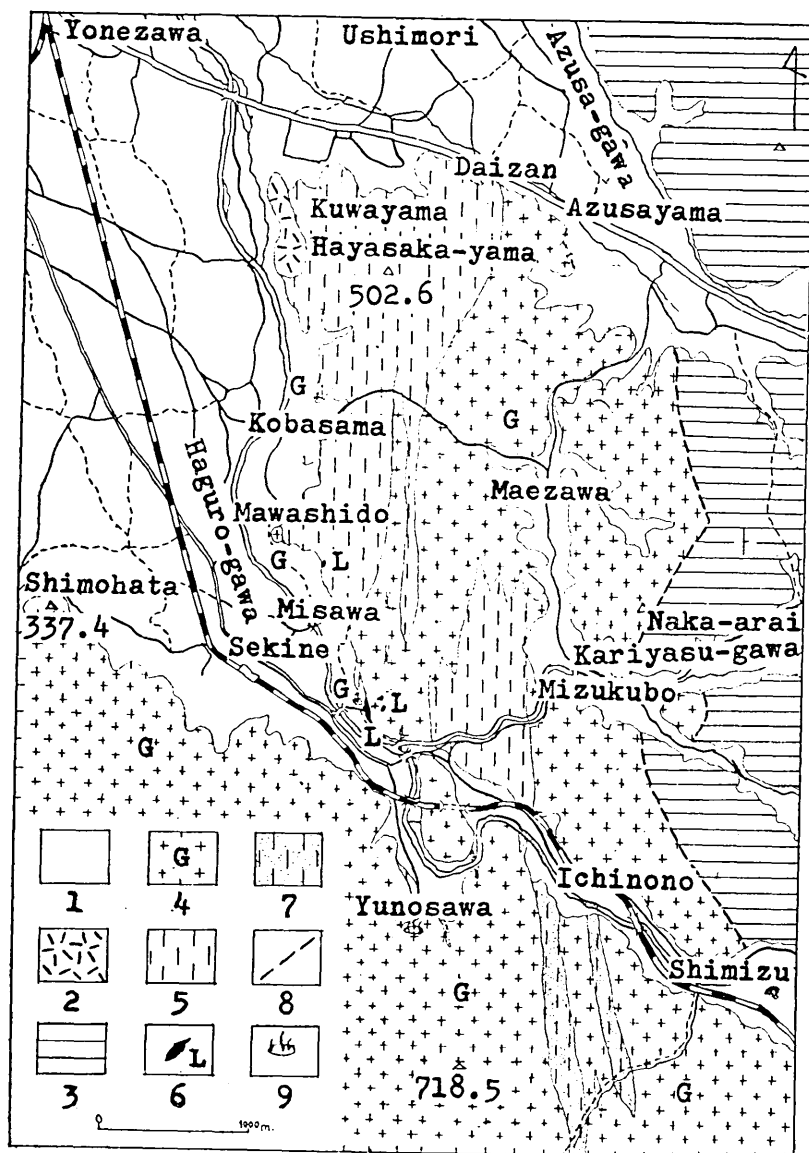 Yonezawa
Ushimori
Azusa-gawa
Daizan
Kuwayama
Azusayama
Hayasaka-yama
502.6
G
Kobasama
G
Haguro-gawa
Maezawa
Mawashido
G
L
Shimohata
337.4
Misawa
Naka-arai
Sekine
Kariyasu-gawa
Mizukubo
G
L
L
G
G
1
4
7
Ichinono
Yunosawa
2
5
8
Shimizu
G
L
3
6
9
718.5
G
0
1000m.